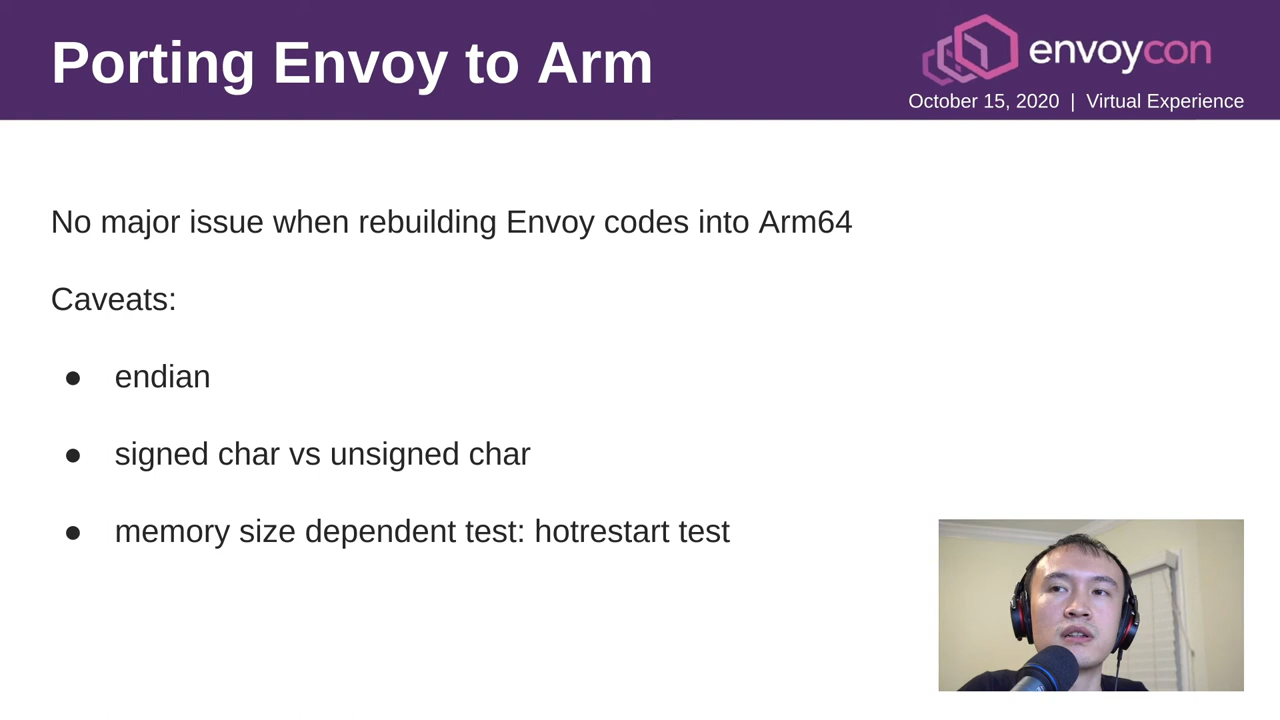 Porting Envoy to Arm
envoycon
October 15, 2020 | Virtual Experience
No major issue when rebuilding Envoy codes into Arm64
Caveats:
● endian
● signed char vs unsigned char
● memory size dependent test: hotrestart test